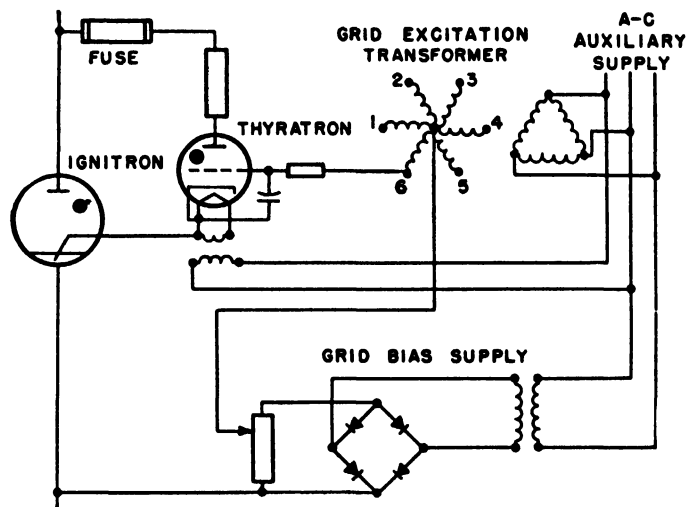 A-C
AUXILIARY
SUPPLY
GRID EXCITATION
TRANSFORMER
FUSE
2
3
THYRATRON
1
4
IGNITRON
6
5
GRID BIAS SUPPLY